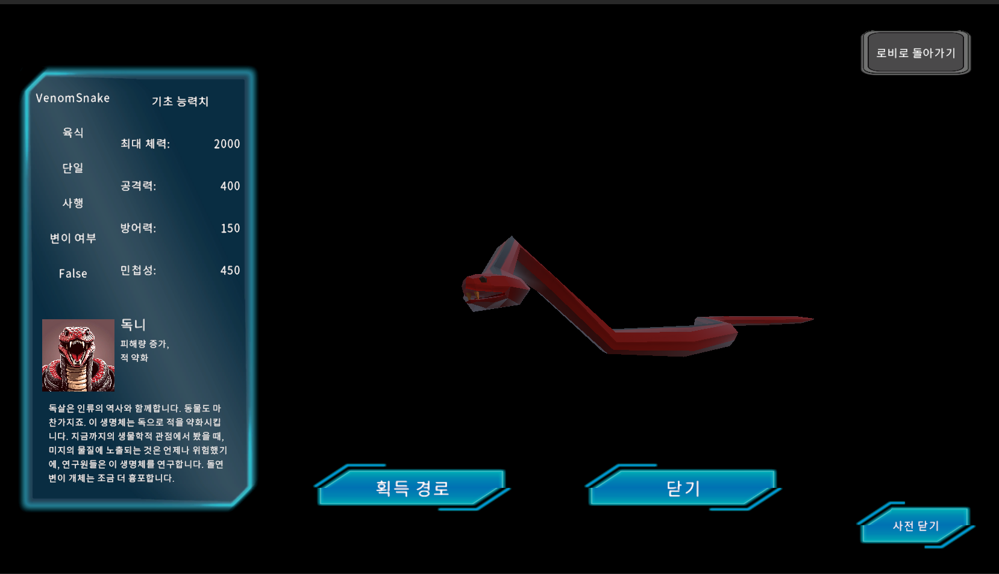 로비로 돌아가기
VenomSnake
육식
단일
사행
변이 여부
False
기초 능력치
최대 체력: 2000
공격력: 400
방어력: 150
민첩성: 450
독니
피해량 증가,
적 약화
독살은 인류의 역사와 함께합니다. 동물도 마
찬가지죠. 이 생명체는 독으로 적을 약화시킵
니다. 지금까지의 생물학적 관점에서 봤을 때,
미지의 물질에 노출되는 것은 언제나 위험했기
에, 연구원들은 이 생명체를 연구합니다. 돌연
변이 개체는 조금 더 흉포합니다.
획득 경로
닫기
사전 닫기